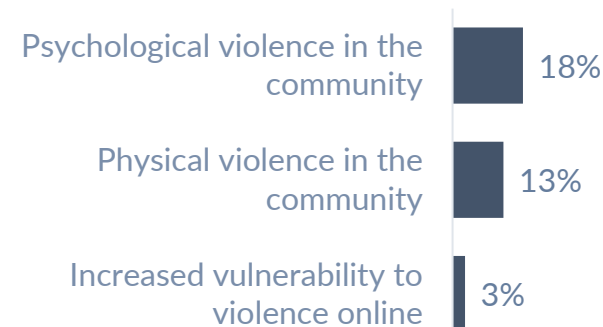 Psychological violence in the
community
18%
Physical violence in the
community
13%
Increased vulnerability to
violence online
3%